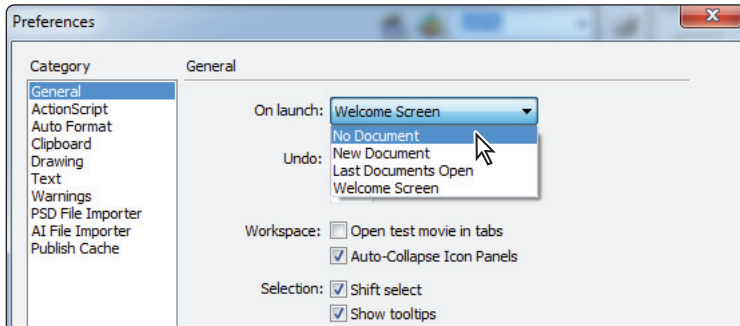 Preferences
Category
General
ActionScript
Auto Format
Clipboard
Drawing
Text
Warnings
PSD File Importer
AI File Importer
Publish Cache
General
On launch: Welcome Screen
No Document
New Document
Last Documents Open
Welcome Screen
Undo:
Workspace: Open test movie in tabs
Auto-Collapse Icon Panels
Selection: Shift select
Show tooltips